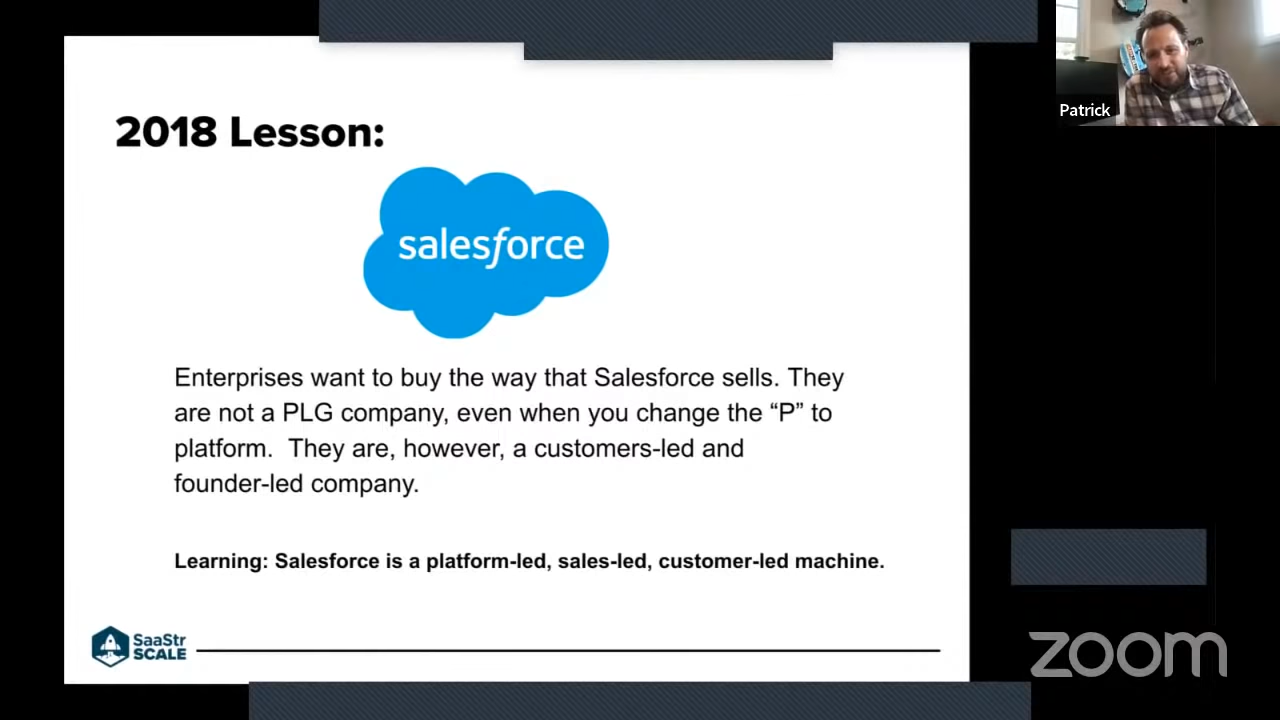 2018 Lesson:
salesforce
Enterprises want to buy the way that Salesforce sells. They
are not a PLG company, even when you change the “P” to
platform.  They are, however, a customers-led and
founder-led company.
Learning: Salesforce is a platform-led, sales-led, customer-led machine.
SaaStr
SCALE
Patrick
zoom